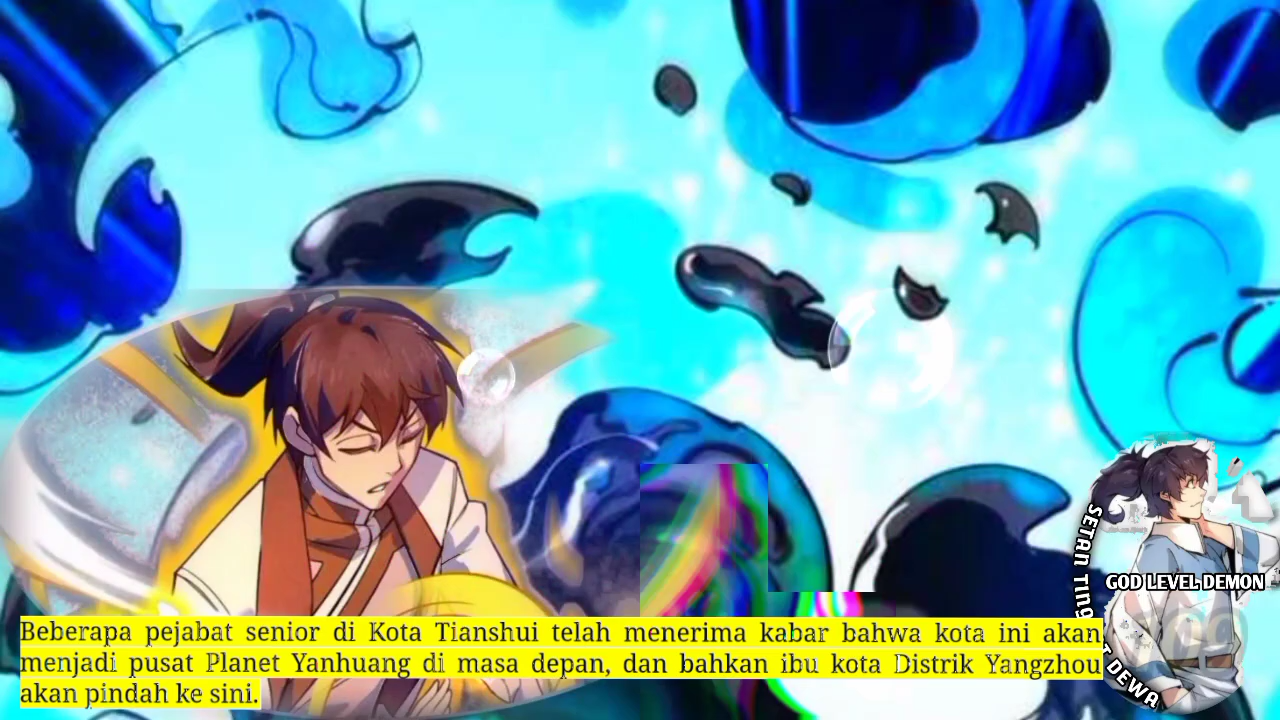 Beberapa pejabat senior di Kota Tianshui telah menerima kabar bahwa kota ini akan
menjadi pusat Planet Yanhuang di masa depan, dan bahkan ibu kota Distrik Yangzhou
akan pindah ke sini.
SETAN TING
GOD LEVEL DEMON
T DEWA